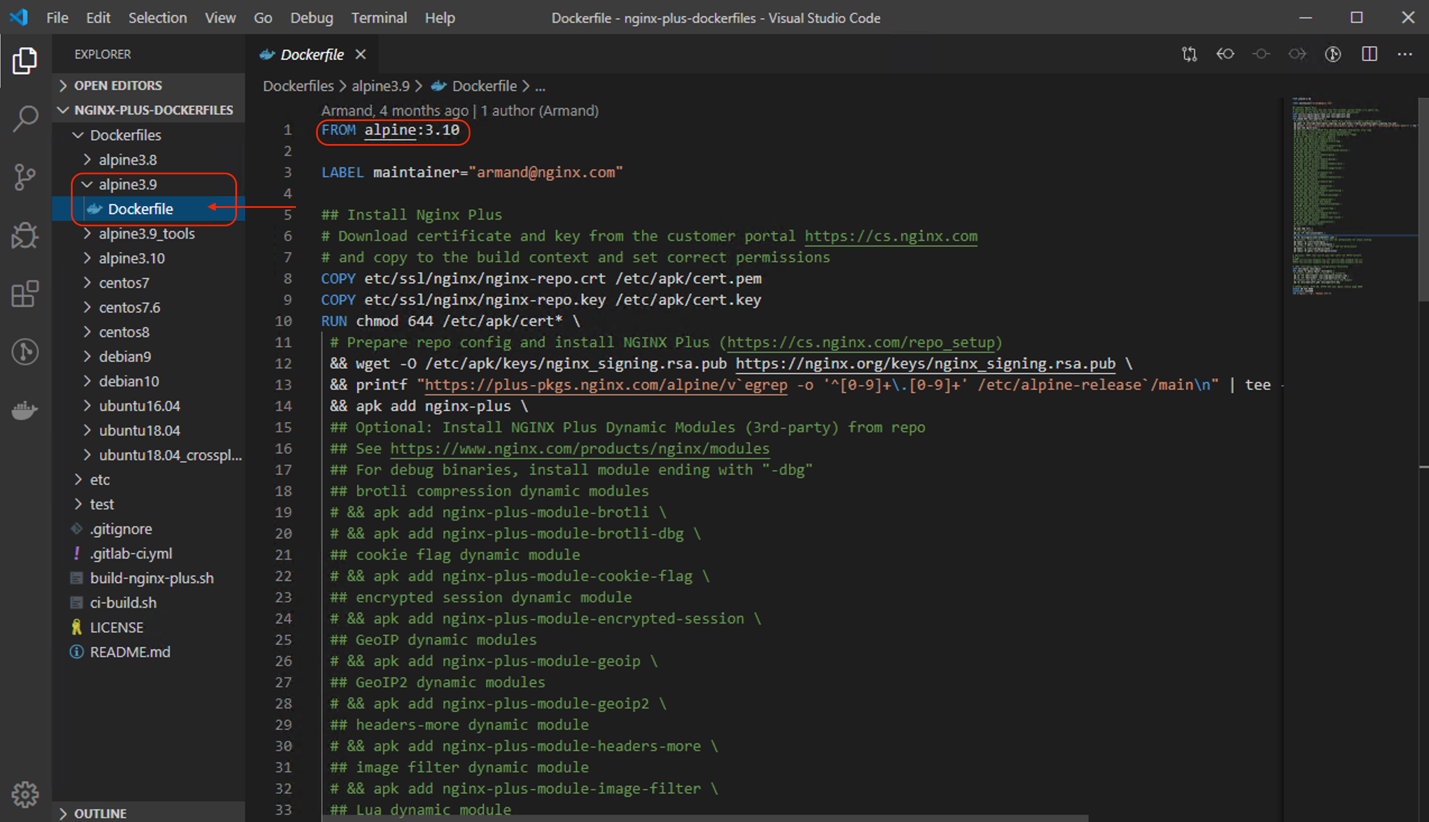 File Edit Selection View Go Debug Terminal Help
Dockerfile - nginx-plus-dockerfiles - Visual Studio Code
EXPLORER
OPEN EDITORS
NGINX-PLUS-DOCKERFILES
Dockerfiles
alpine3.8
alpine3.9
Dockerfile
alpine3.9_tools
alpine3.10
centos7
centos7.6
centos8
debian9
debian10
ubuntu16.04
ubuntu18.04
ubuntu18.04_crosspl...
etc
test
.gitignore
.gitlab-ci.yml
build-nginx-plus.sh
ci-build.sh
LICENSE
README.md
OUTLINE
Dockerfile
Dockerfiles > alpine3.9 > Dockerfile > ...
Armand, 4 months ago | 1 author (Armand)
1 FROM alpine:3.10
2
3 LABEL maintainer="armand@nginx.com"
4
5 ## Install Nginx Plus
6 # Download certificate and key from the customer portal https://cs.nginx.com
7 # and copy to the build context and set correct permissions
8 COPY etc/ssl/nginx/nginx-repo.crt /etc/apk/cert.pem
9 COPY etc/ssl/nginx/nginx-repo.key /etc/apk/cert.key
10 RUN chmod 644 /etc/apk/cert* \
11 # Prepare repo config and install NGINX Plus (https://cs.nginx.com/repo_setup)
12 && wget -O /etc/apk/keys/nginx_signing.rsa.pub https://nginx.org/keys/nginx_signing.rsa.pub \
13 && printf "https://plus-pkgs.nginx.com/alpine/v`egrep -o '^[0-9]+\.[0-9]+' /etc/alpine-release`/main\n" | tee -
14 && apk add nginx-plus \
15 ## Optional: Install NGINX Plus Dynamic Modules (3rd-party) from repo
16 ## See https://www.nginx.com/products/nginx/modules
17 ## For debug binaries, install module ending with "-dbg"
18 ## brotli compression dynamic modules
19 # && apk add nginx-plus-module-brotli \
20 # && apk add nginx-plus-module-brotli-dbg \
21 ## cookie flag dynamic module
22 # && apk add nginx-plus-module-cookie-flag \
23 ## encrypted session dynamic module
24 # && apk add nginx-plus-module-encrypted-session \
25 ## GeoIP dynamic modules
26 # && apk add nginx-plus-module-geoip \
27 ## GeoIP2 dynamic modules
28 # && apk add nginx-plus-module-geoip2 \
29 ## headers-more dynamic module
30 # && apk add nginx-plus-module-headers-more \
31 ## image filter dynamic module
32 # && apk add nginx-plus-module-image-filter \
33 ## Lua dynamic module